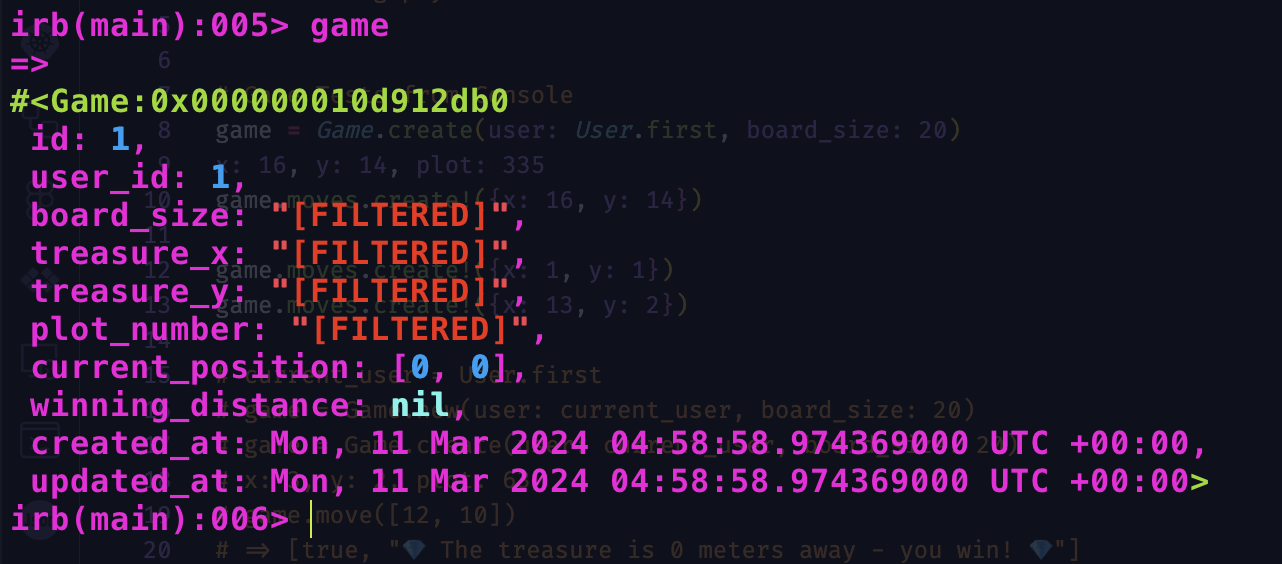 irb(main):005> game
=>
#<Game:0x000000010d912db0
id: 1,
user_id: 1,
board_size: "[FILTERED]",
treasure_x: "[FILTERED]",
treasure_y: "[FILTERED]",
plot_number: "[FILTERED]",
current_position: [0, 0],
winning_distance: nil,
created_at: Mon, 11 Mar 2024 04:58:58.974369000 UTC +00:00,
updated_at: Mon, 11 Mar 2024 04:58:58.974369000 UTC +00:00>
irb(main):006>
6
Console
8 game = Game.create(user: User.first, board_size: 20)
x: 16, y: 14, plot: 335
10 game.moves.create!({x: 16, y: 14})
11
12 game.moves.create!({x: 1, y: 1})
13 game.moves.create!({x: 13, y: 2})
# current_user = User.first
(user: current_user, board_size: 20)
game.move([12, 10])
20 # => [true, "💎 The treasure is 0 meters away - you win! 💎"]